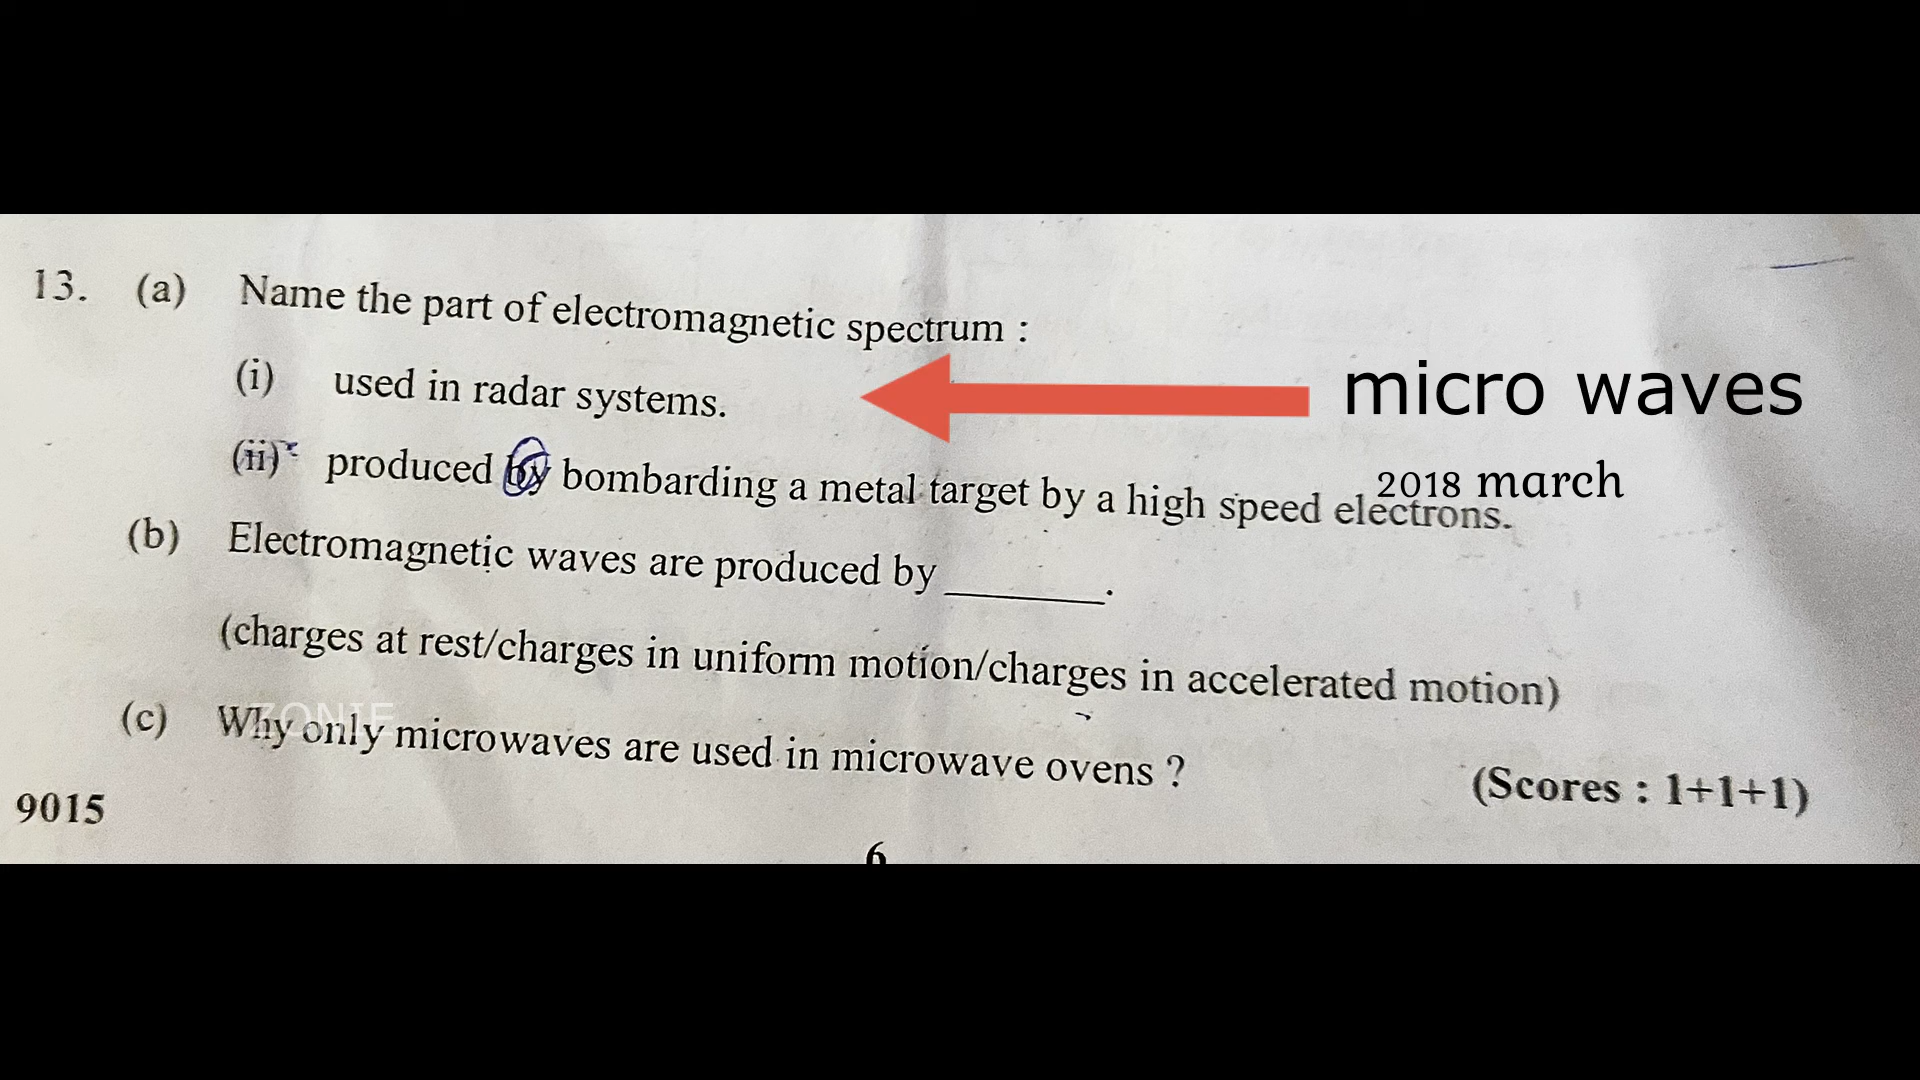 13. (a) Name the part of electromagnetic spectrum :
(i) used in radar systems.
micro waves
(ii) produced by bombarding a metal target by a high speed electrons.
2018 march
(b) Electromagnetic waves are produced by ______.
(charges at rest/charges in uniform motion/charges in accelerated motion)
(c) Why only microwaves are used in microwave ovens ?
ZONIE
(Scores : 1+1+1)
9015
6